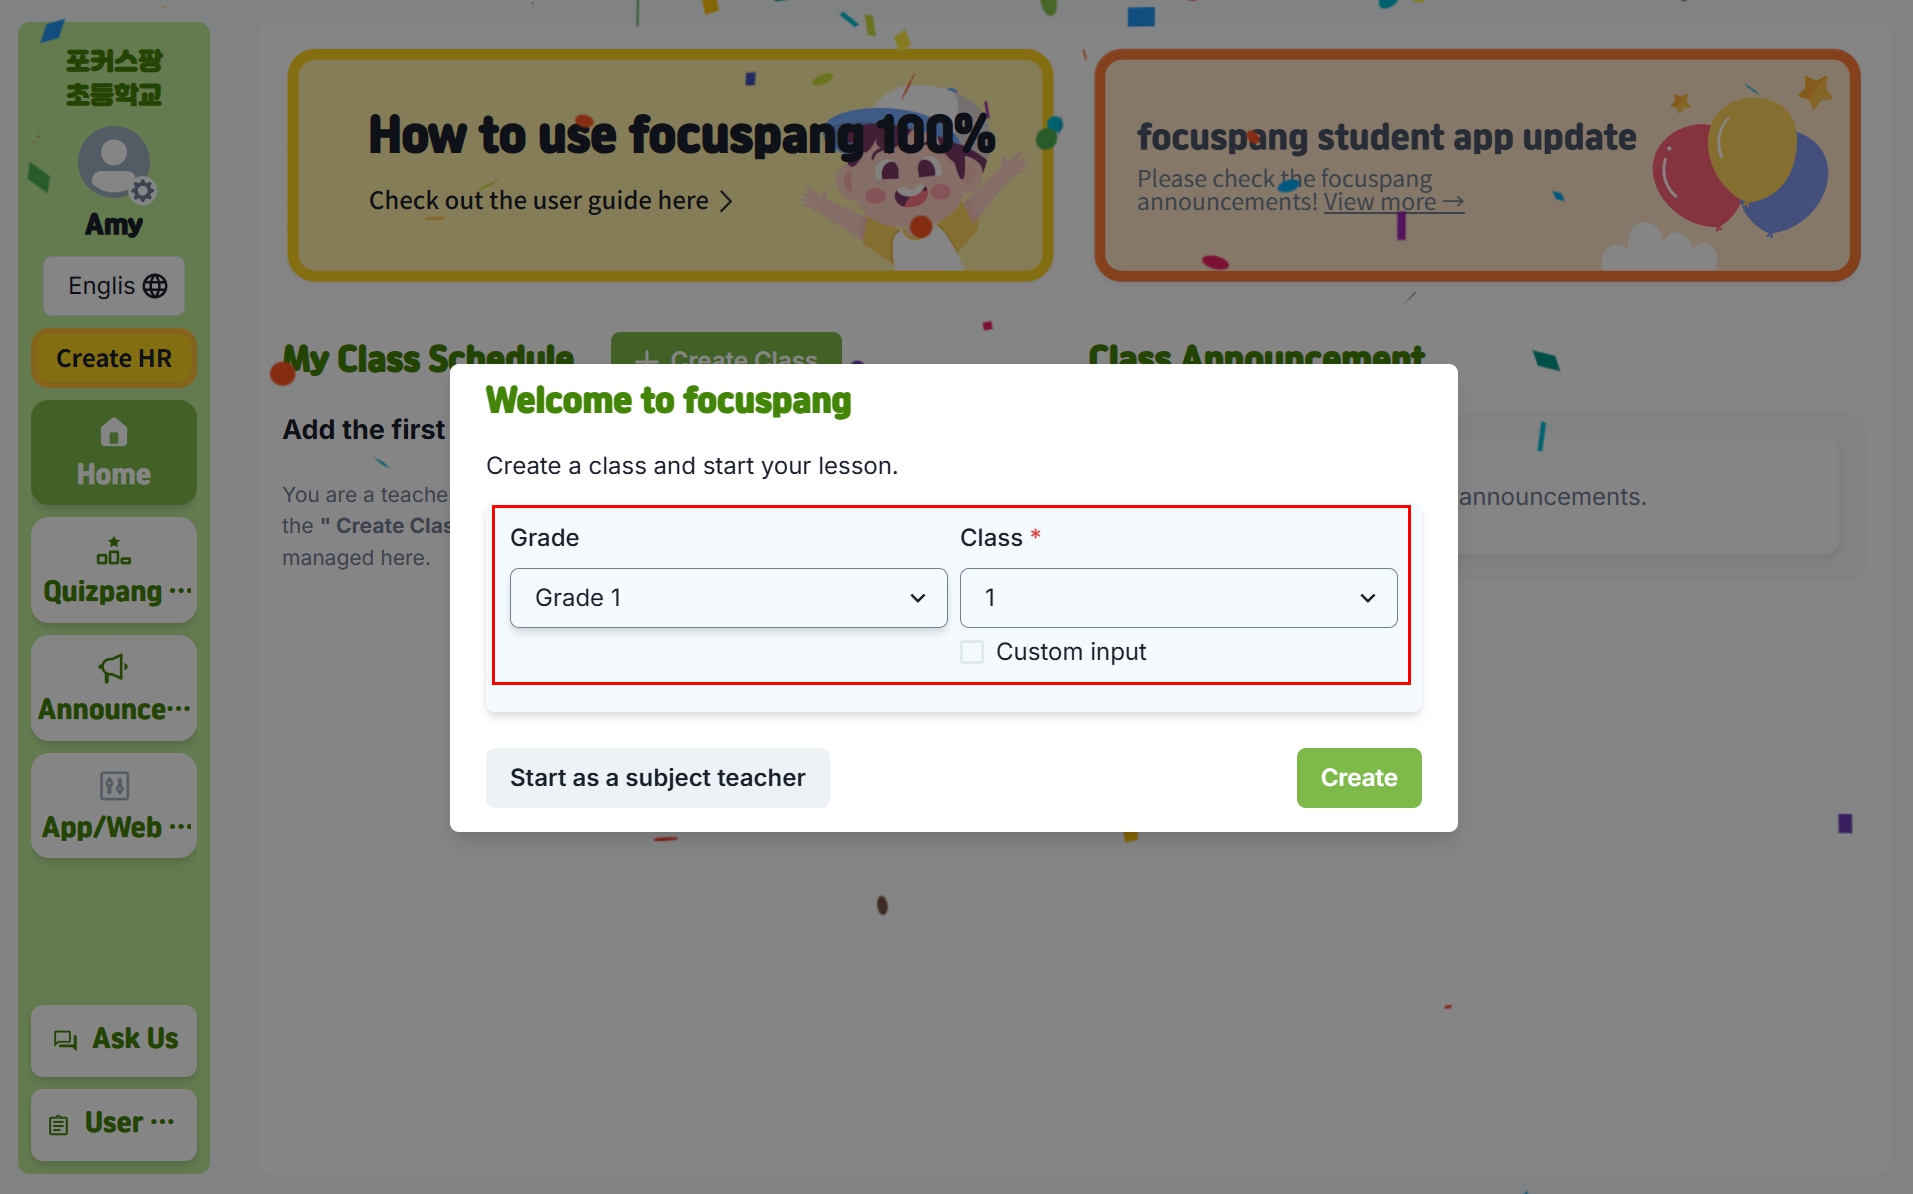 포커스팡
초등학교
Amy
Englis
Create HR
Home
Quizpang ···
Announce···
App/Web ···
Ask Us
User ···
How to use focuspang 100%
Check out the user guide here >
focuspang student app update
Please check the focuspang
announcements! View more →
My Class Schedule
+ Create Class
Class Announcement
Add the first
You are a teache
the " Create Clas
managed here.
announcements.
Welcome to focuspang
Create a class and start your lesson.
Grade
Class *
Grade 1
1
Custom input
Start as a subject teacher
Create